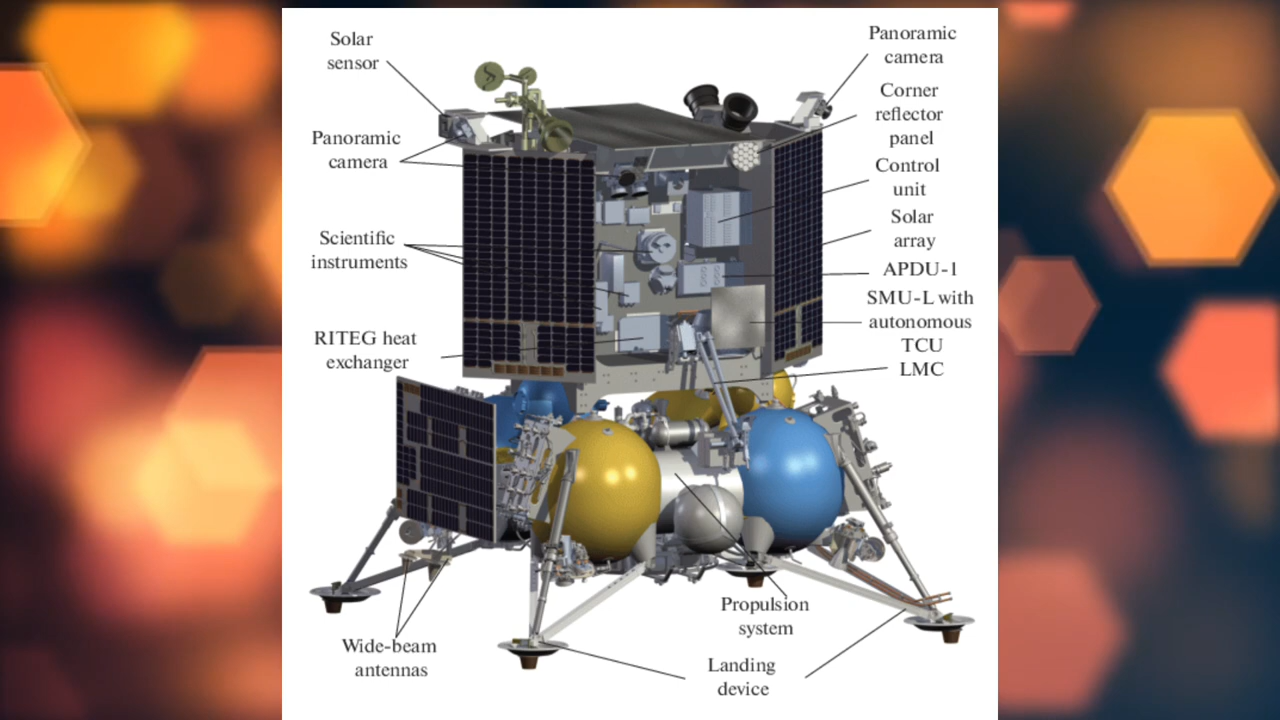 Solar
sensor
Panoramic
camera
Scientific
instruments
RITEG heat
exchanger
Wide-beam
antennas
Panoramic
camera
Corner
reflector
panel
Control
unit
Solar
array
APDU-1
SMU-L with
autonomous
TCU
LMC
Propulsion
system
Landing
device